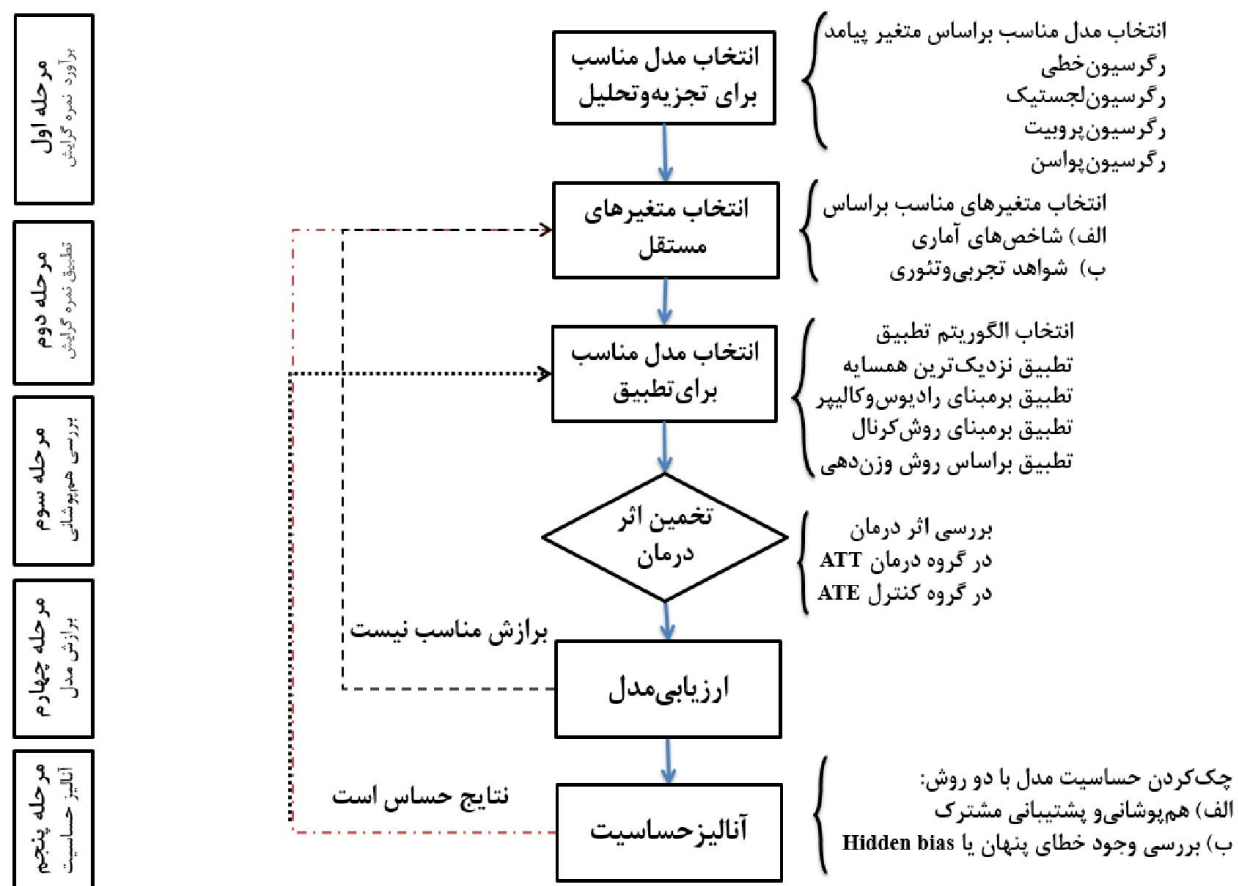 مرحله اول
برآورد نمره گرایش
مرحله دوم
تطبیق نمره گرایش
مرحله سوم
بررسی هم‌پوشانی
مرحله چهارم
برازش مدل
مرحله پنجم
آنالیز حساسیت
انتخاب مدل مناسب
برای تجزیه‌وتحلیل
انتخاب مدل مناسب براساس متغیر پیامد
رگرسیون‌خطی
رگرسیون‌لجستیک
رگرسیون‌پروبیت
رگرسیون‌پواسن
انتخاب متغیرهای
مستقل
انتخاب متغیرهای مناسب براساس
الف) شاخص‌های آماری
ب) شواهد تجربی‌وتئوری
انتخاب مدل مناسب
برای‌تطبیق
انتخاب الگوریتم تطبیق
تطبیق نزدیک‌ترین همسایه
تطبیق برمبنای رادیوس‌وکالیپر
تطبیق برمبنای روش‌کرنال
تطبیق براساس روش وزن‌دهی
تخمین اثر
درمان
بررسی اثر درمان
در گروه درمان ATT
در گروه کنترل ATE
برازش مناسب نیست
ارزیابی‌مدل
نتایج حساس است
آنالیزحساسیت
چک‌کردن حساسیت مدل با دو روش:
الف) هم‌پوشانی‌و پشتیبانی مشترک
ب) بررسی وجود خطای پنهان یا Hidden bias